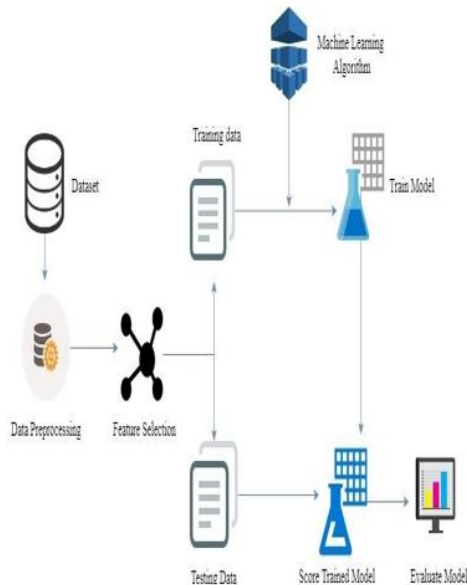 Machine Learning
Algorithm
Training data
Dataset
Train Model
Data Preprocessing
Feature Selection
Testing Data
Score Trained Model
Evaluate Model